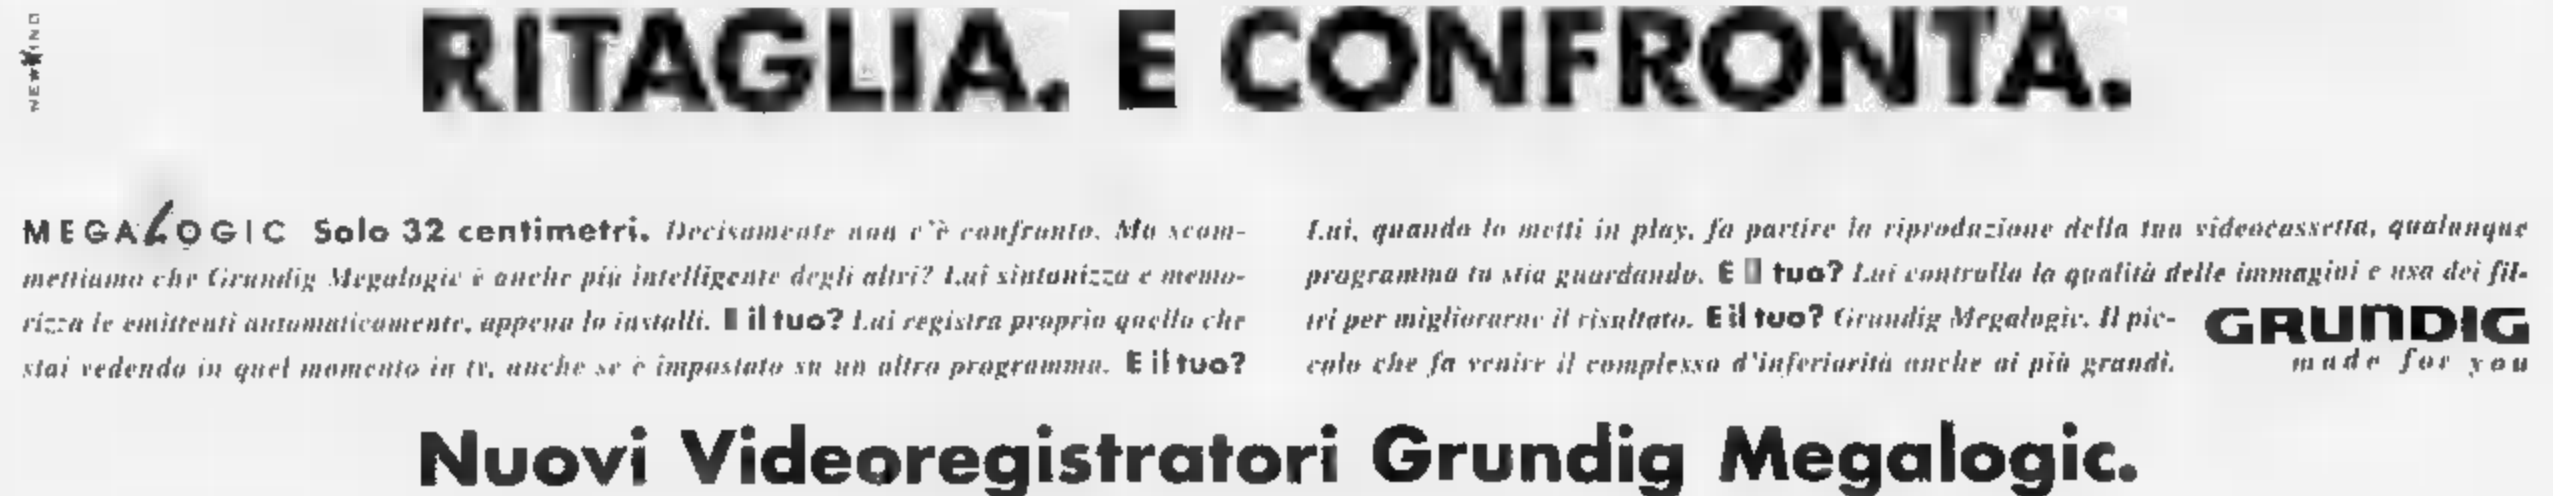 NEW KING
RITAGLIA. E CONFRONTA.
MEGALOGIC Solo 32 centimetri. Decisamente non c'è confronto. Ma scom-
mettiamo che Grundig Megalogic è anche più intelligente degli altri? Lui sintonizza e memo-
rizza le emittenti automaticamente, appena lo installi. E il tuo? Lui registra proprio quello che
stai vedendo in quel momento in tv, anche se è impostato su un altro programma. E il tuo?
Lui, quando lo metti in play, fa partire la riproduzione della tua videocassetta, qualunque
programma tu stia guardando. E il tuo? Lui controlla la qualità delle immagini e usa dei fil-
tri per migliorarne il risultato. E il tuo? Grundig Megalogic. Il pic-
colo che fa venire il complesso d'inferiorità anche ai più grandi.
GRUNDIG
made for you
Nuovi Videoregistratori Grundig Megalogic.